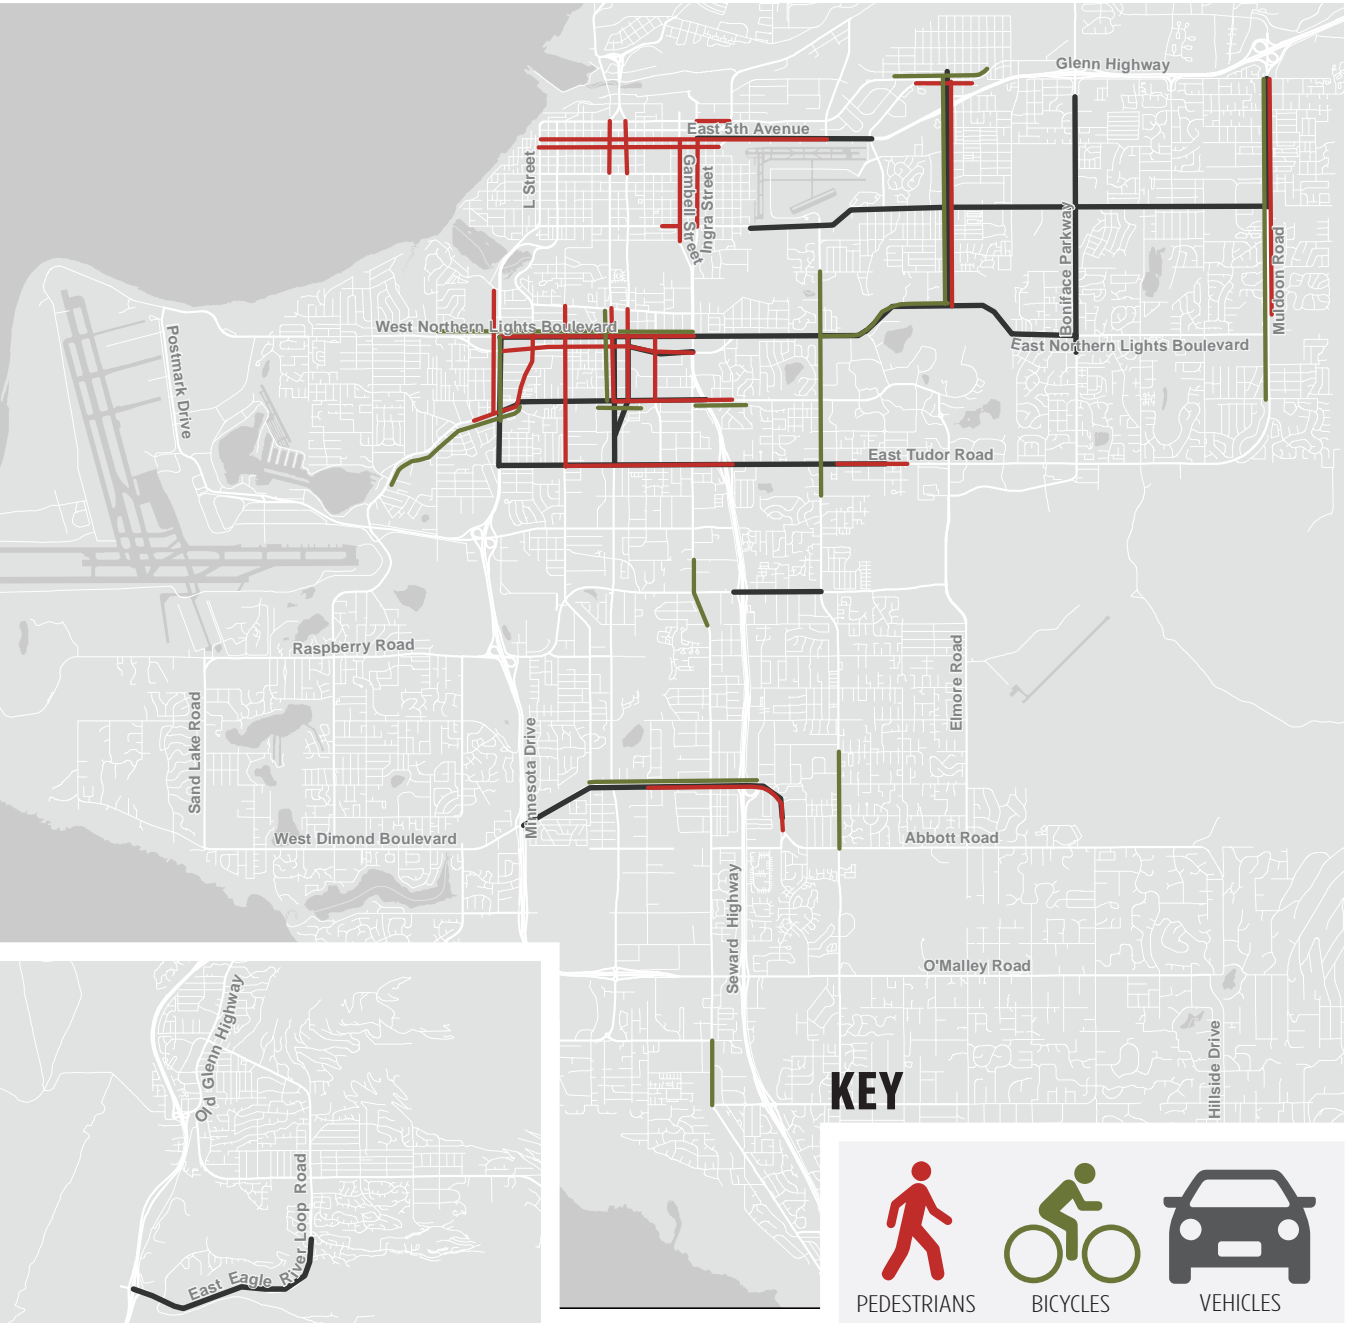 Glenn Highway
East 5th Avenue
L Street
Gambell Street
Ingra Street
Boniface Parkway
Muldoon Road
West Northern Lights Boulevard
East Northern Lights Boulevard
Postmark Drive
East Tudor Road
Raspberry Road
Elmore Road
Sand Lake Road
Minnesota Drive
West Dimond Boulevard
Abbott Road
Seward Highway
O'Malley Road
Hillside Drive
Old Glenn Highway
East Eagle River Loop Road
KEY
PEDESTRIANS
BICYCLES
VEHICLES